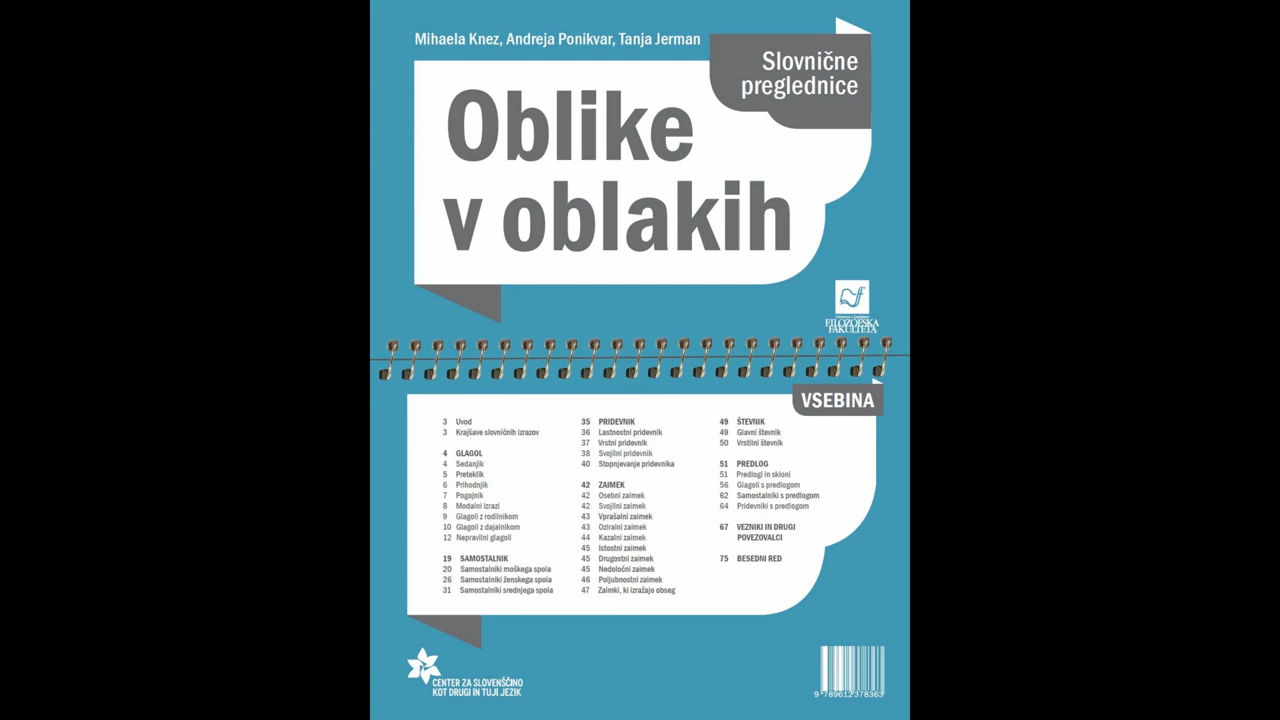 Mihaela Knez, Andreja Ponikvar, Tanja Jerman
Slovnične
preglednice
Oblike
v oblakih
Univerza v Ljubljani
FILOZOFSKA
FAKULTETA
VSEBINA
3 Uvod
3 Krajšave slovničnih izrazov
4 GLAGOL
4 Sedanjik
5 Preteklik
6 Prihodnjik
7 Pogojnik
8 Modalni izrazi
9 Glagoli z rodilnikom
10 Glagoli z dajalnikom
12 Nepravilni glagoli
19 SAMOSTALNIK
20 Samostalniki moškega spola
26 Samostalniki ženskega spola
31 Samostalniki srednjega spola
35 PRIDEVNIK
36 Lastnostni pridevnik
37 Vrstni pridevnik
38 Svojilni pridevnik
40 Stopnjevanje pridevnika
42 ZAIMEK
42 Osebni zaimek
42 Svojilni zaimek
43 Vprašalni zaimek
43 Oziralni zaimek
44 Kazalni zaimek
45 Istostni zaimek
45 Drugostni zaimek
45 Nedoločni zaimek
46 Poljubnostni zaimek
47 Zaimki, ki izražajo obseg
49 ŠTEVNIK
49 Glavni števnik
50 Vrstilni števnik
51 PREDLOG
51 Predlogi in skloni
56 Glagoli s predlogom
62 Samostalniki s predlogom
64 Pridevniki s predlogom
67 VEZNIKI IN DRUGI
POVEZOVALCI
75 BESEDNI RED
CENTER ZA SLOVENŠČINO
KOT DRUGI IN TUJI JEZIK
9 789612 378363